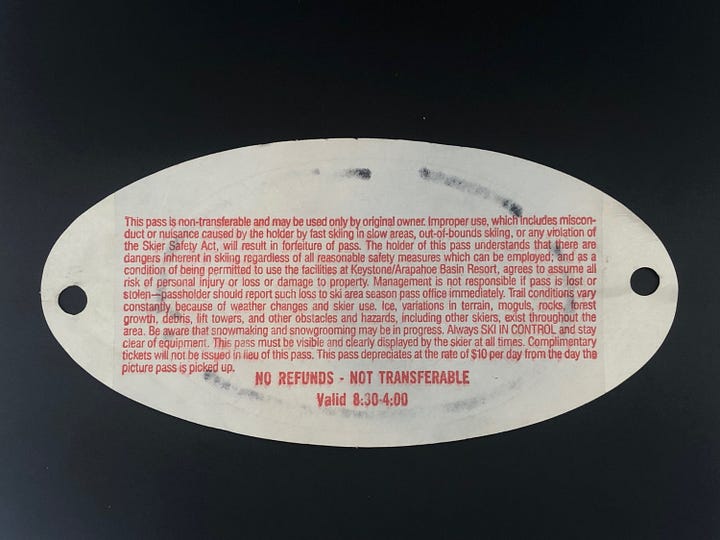 This pass is non-transferable and may be used only by original owner. Improper use, which includes miscon-
duct or nuisance caused by the holder by fast skiing in slow areas, out-of-bounds skiing, or any violation of
the Skier Safety Act, will result in forfeiture of pass. The holder of this pass understands that there are
dangers inherent in skiing regardless of all reasonable safety measures which can be employed; and as a
condition of being permitted to use the facilities at Keystone/Arapahoe Basin Resort, agrees to assume all
risk of personal injury or loss or damage to property. Management is not responsible if pass is lost or
stolen—passholder should report such loss to ski area season pass office immediately. Trail conditions vary
constantly because of weather changes and skier use. Ice, variations in terrain, moguls, rocks, forest
growth, debris, lift towers, and other obstacles and hazards, including other skiers, exist throughout the
area. Be aware that snowmaking and snowgrooming may be in progress. Always SKI IN CONTROL and stay
clear of equipment. This pass must be visible and clearly displayed by the skier at all times. Complimentary
tickets will not be issued in lieu of this pass. This pass depreciates at the rate of $10 per day from the day the
picture pass is picked up.
NO REFUNDS - NOT TRANSFERABLE
Valid 8:30-4:00